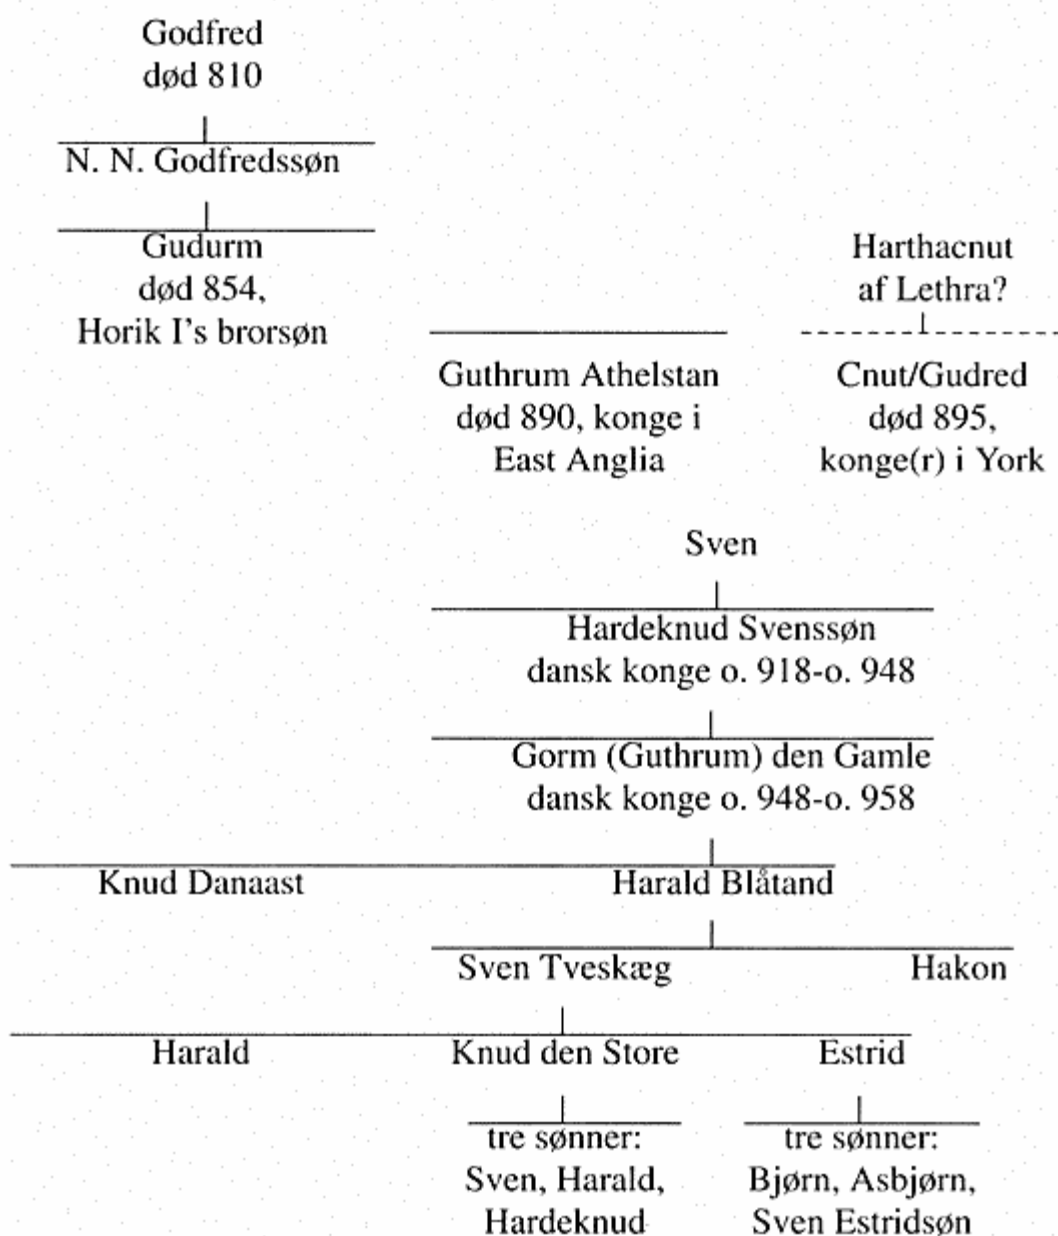 Godfred
død 810
N. N. Godfredssøn
Gudurm
død 854,
Horik I's brorsøn
Harthacnut
af Lethra?
Guthrum Athelstan
død 890, konge i
East Anglia
Cnut/Gudred
død 895,
konge(r) i York
Sven
Hardeknud Svenssøn
dansk konge o. 918-o. 948
Gorm (Guthrum) den Gamle
dansk konge o. 948-o. 958
Knud Danaast
Harald Blåtand
Sven Tveskæg
Hakon
Harald
Knud den Store
Estrid
tre sønner:
Sven, Harald,
Hardeknud
tre sønner:
Bjørn, Asbjørn,
Sven Estridsøn